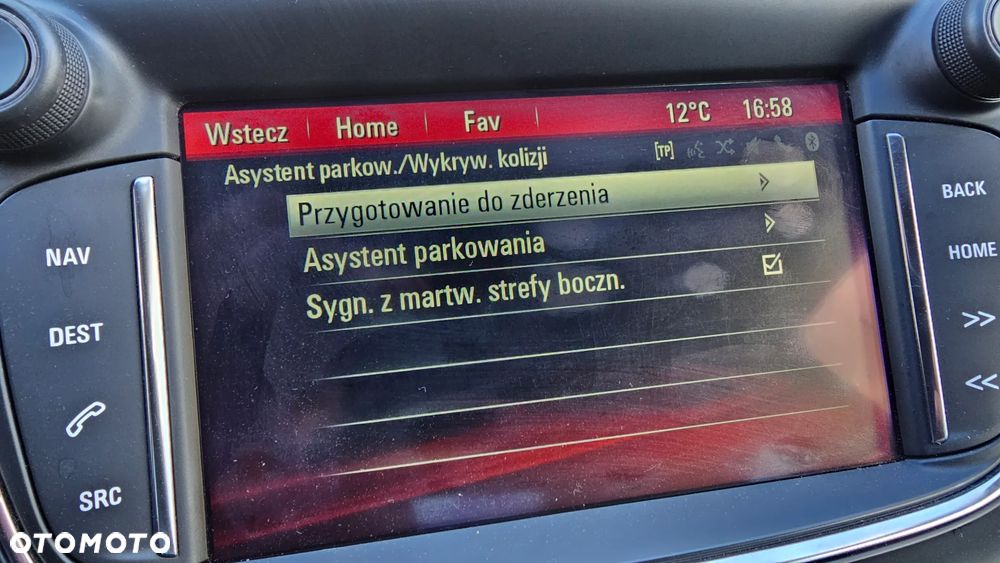 Wstecz Home Fav 12°C 16:58
Asystent parkow./Wykryw. kolizji [TP]
Przygotowanie do zderzenia
Asystent parkowania
Sygn. z martw. strefy boczn.
NAV
DEST
SRC
BACK
HOME
>>
<<
OTOMOTO